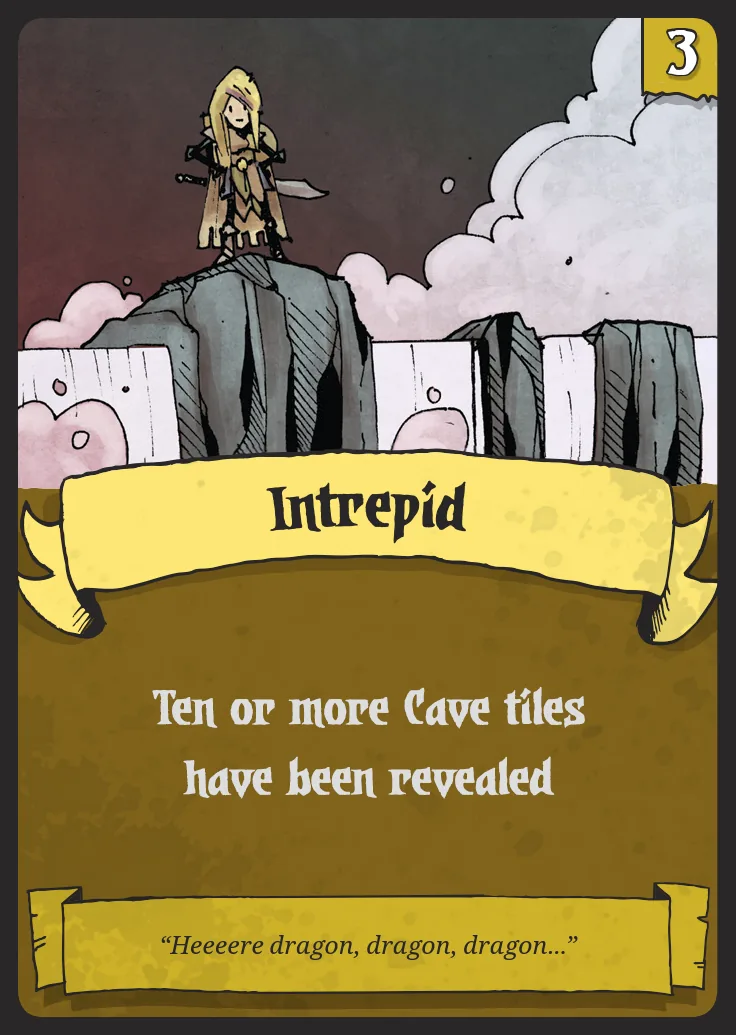 3
Intrepid
Ten or more Cave tiles
have been revealed
“Heeeere dragon, dragon, dragon...”